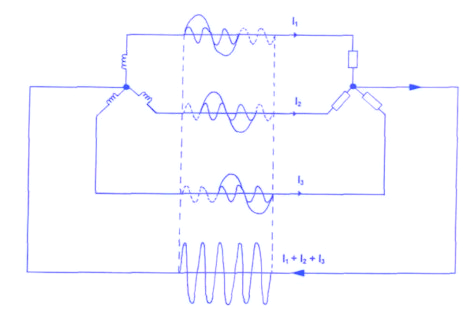 I₁
I₂
I₃
I₁ + I₂ + I₃